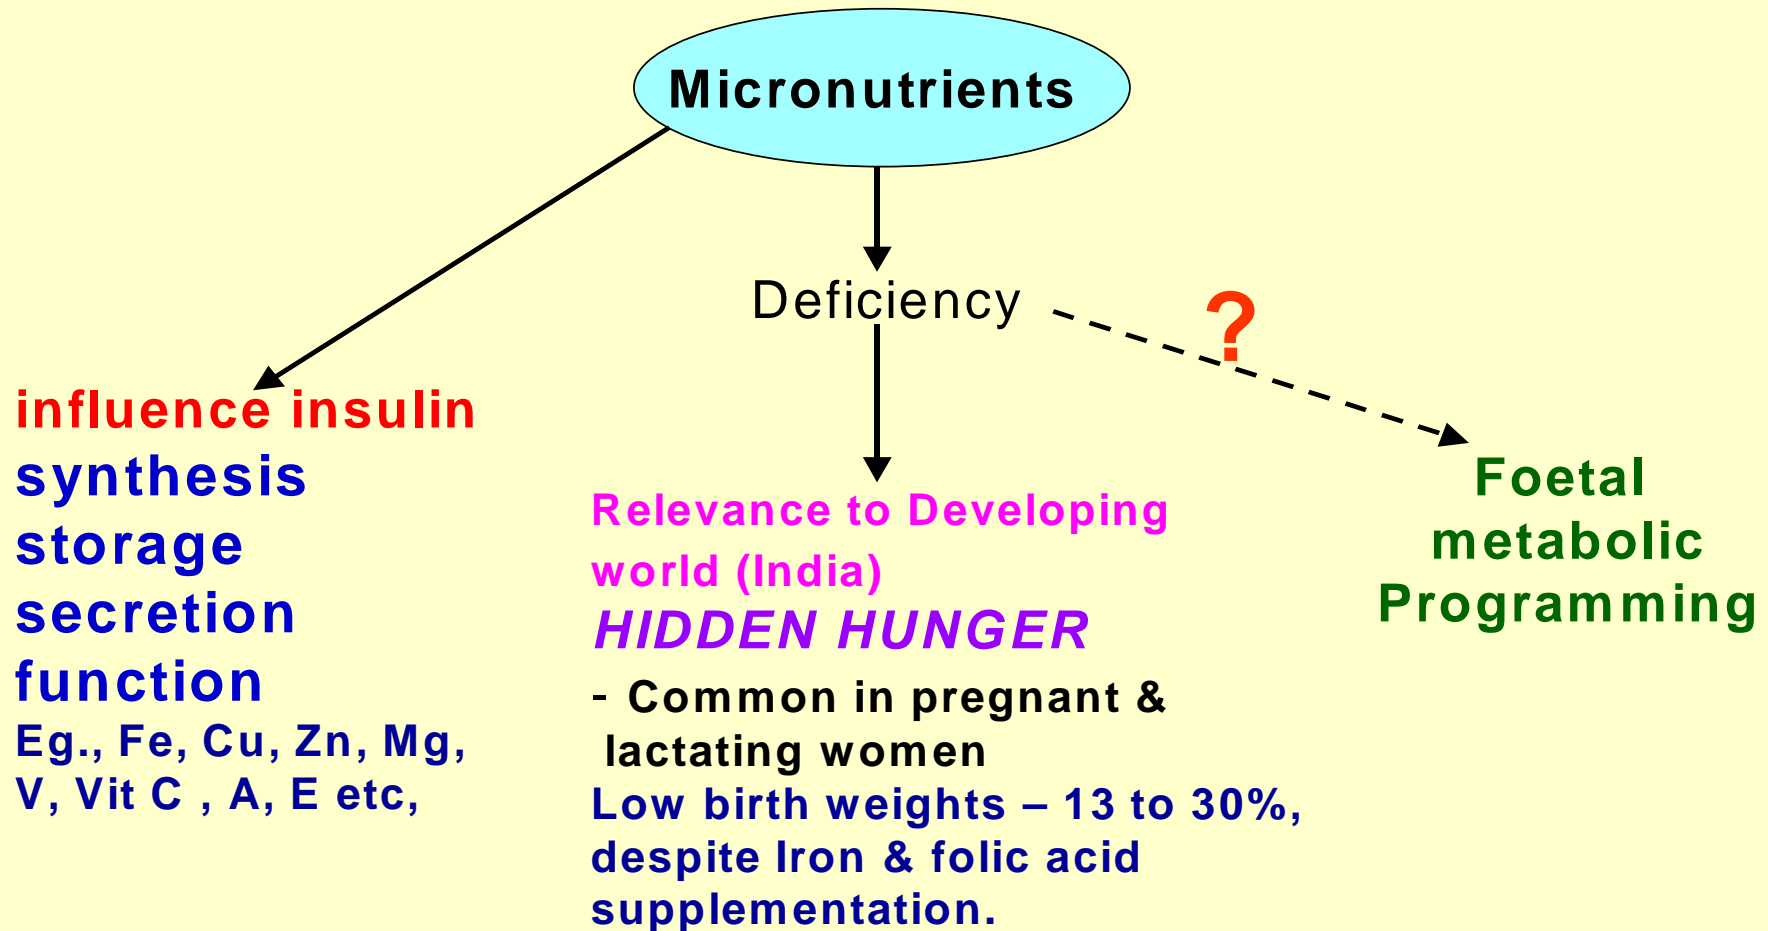 Micronutrients
Deficiency
?
influence insulin
synthesis
storage
secretion
function
Eg., Fe, Cu, Zn, Mg,
V, Vit C , A, E etc,
Relevance to Developing
world (India)
HIDDEN HUNGER
- Common in pregnant &
lactating women
Low birth weights – 13 to 30%,
despite Iron & folic acid
supplementation.
Foetal
metabolic
Programming